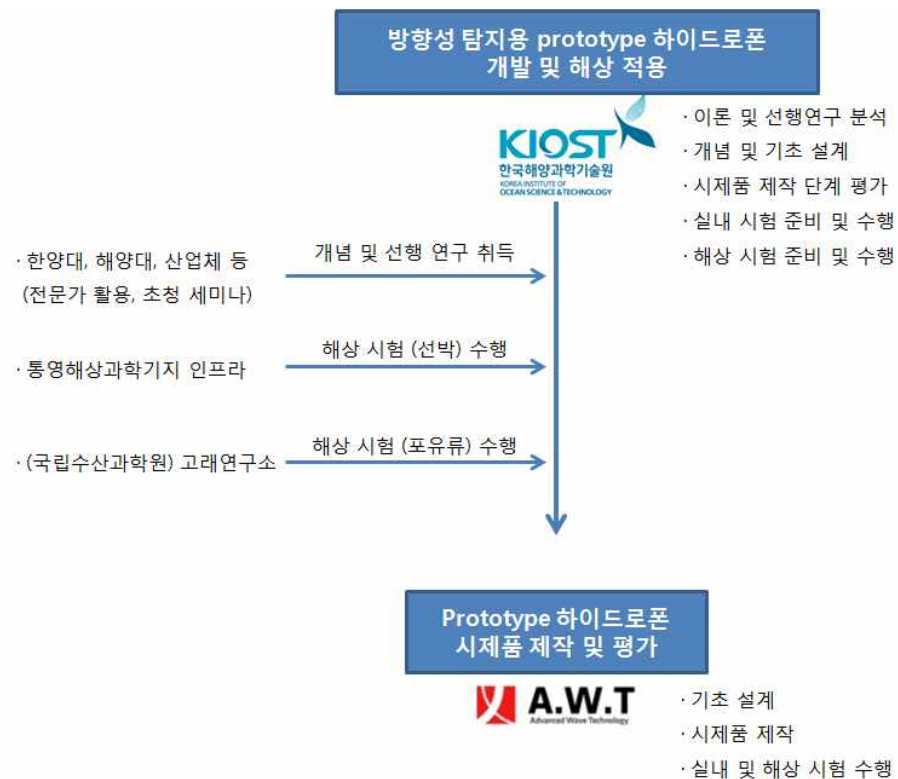 방향성 탐지용 prototype 하이드로폰
개발 및 해상 적용
KIOST
한국해양과학기술원
KOREA INSTITUTE OF
OCEAN SCIENCE & TECHNOLOGY
· 이론 및 선행연구 분석
· 개념 및 기초 설계
· 시제품 제작 단계 평가
· 실내 시험 준비 및 수행
· 해상 시험 준비 및 수행
· 한양대, 해양대, 산업체 등
(전문가 활용, 초청 세미나)
개념 및 선행 연구 취득
· 통영해상과학기지 인프라
해상 시험 (선박) 수행
· (국립수산과학원) 고래연구소
해상 시험 (포유류) 수행
Prototype 하이드로폰
시제품 제작 및 평가
A.W.T
Advanced Wave Technology
· 기초 설계
· 시제품 제작
· 실내 및 해상 시험 수행